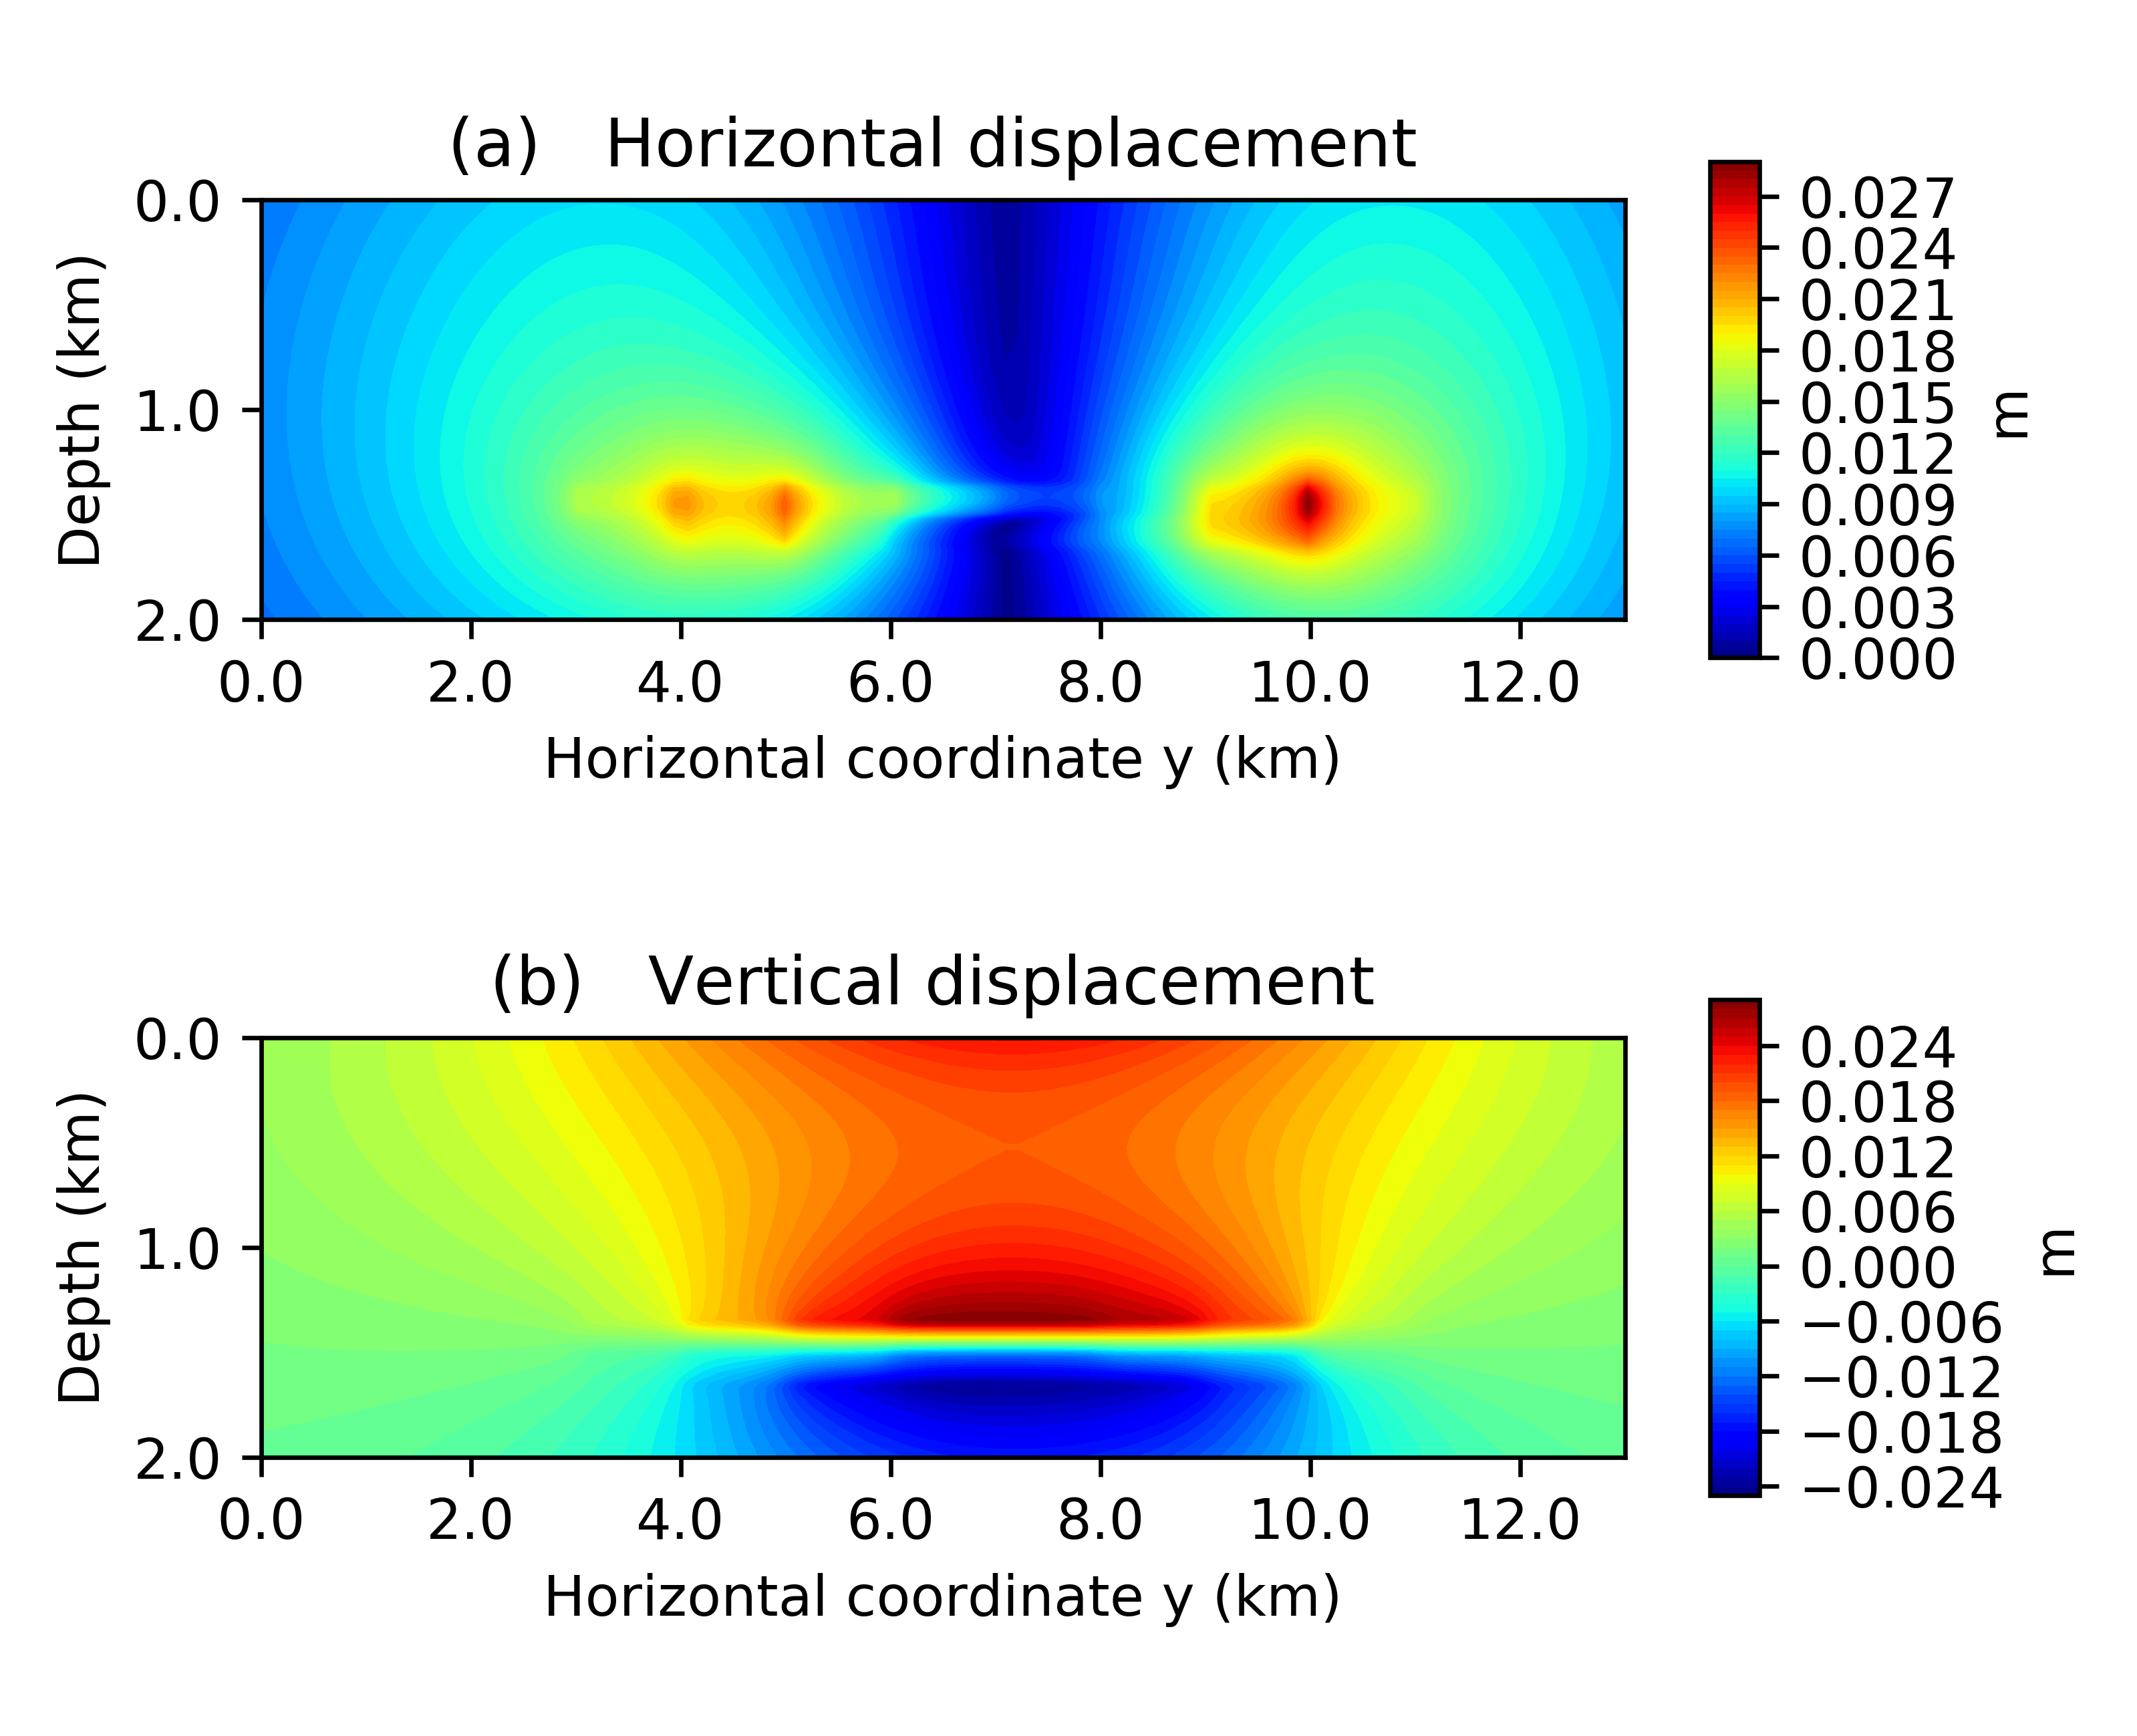 (a) Horizontal displacement
0.0
1.0
2.0
Depth (km)
0.0 2.0 4.0 6.0 8.0 10.0 12.0
Horizontal coordinate y (km)
0.027
0.024
0.021
0.018
0.015
0.012
0.009
0.006
0.003
0.000
m
(b) Vertical displacement
0.0
1.0
2.0
Depth (km)
0.0 2.0 4.0 6.0 8.0 10.0 12.0
Horizontal coordinate y (km)
0.024
0.018
0.012
0.006
0.000
−0.006
−0.012
−0.018
−0.024
m